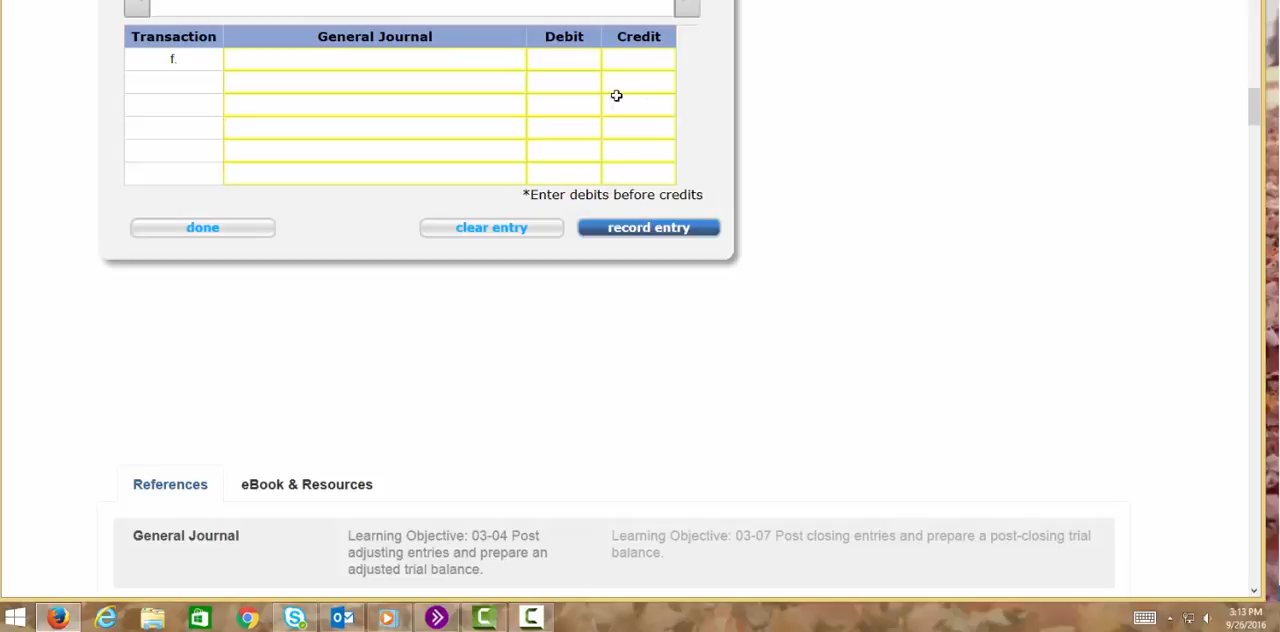 Transaction General Journal Debit Credit
f.
*Enter debits before credits
done clear entry record entry
References eBook & Resources
General Journal Learning Objective: 03-04 Post Learning Objective: 03-07 Post closing entries and prepare a post-closing trial
adjusting entries and prepare an balance.
adjusted trial balance.
3:13 PM
9/26/2016